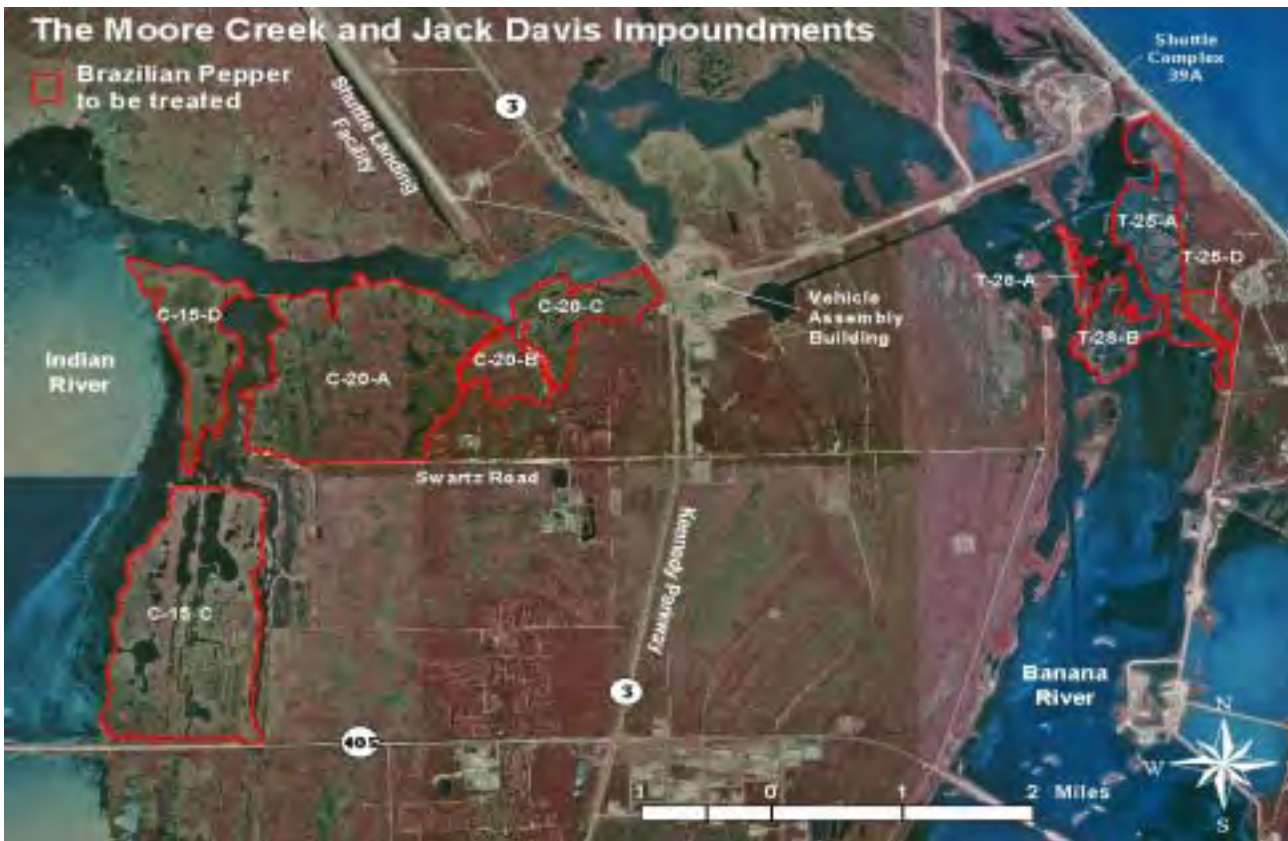 The Moore Creek and Jack Davis Impoundments
Brazilian Pepper
to be treated
Shuttle
Complex
39A
Shuttle Landing
Facility
3
T-25-A
T-25-D
C-15-D
C-20-C
T-28-A
Vehicle
Assembly
Building
T-28-B
Indian
River
C-20-A
C-20-B
Swartz Road
Kennedy Parkway
C-15-C
3
Banana
River
405
N
W
S
1 0 1 2 Miles